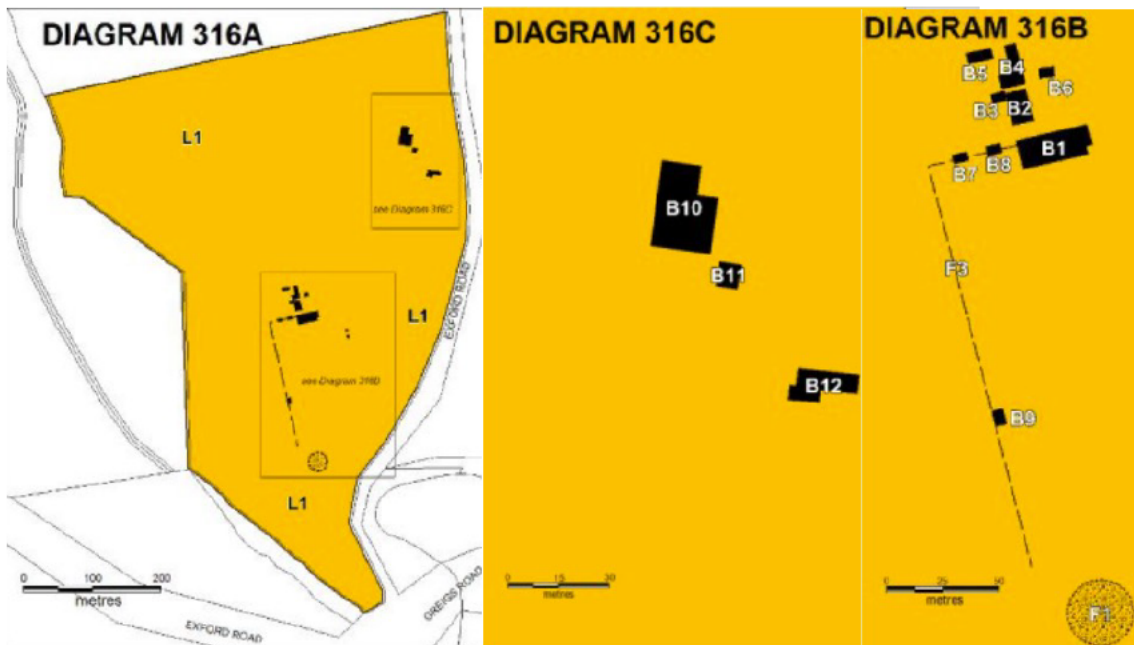 DIAGRAM 316A
L1
see Diagram 316C
EXFORD ROAD
L1
see Diagram 316B
L1
0 100 200
metres
EXFORD ROAD
GREIGS ROAD
DIAGRAM 316C
B10
B11
B12
0 15 30
metres
DIAGRAM 316B
B5
B4
B6
B3
B2
B1
B8
B7
F3
B9
0 25 50
metres
F1